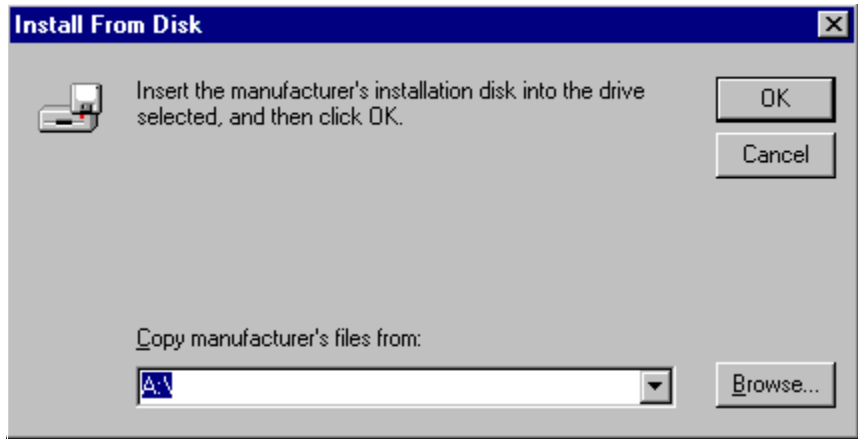 Install From Disk
Insert the manufacturer's installation disk into the drive
selected, and then click OK.
OK
Cancel
Copy manufacturer's files from:
A:\
Browse...